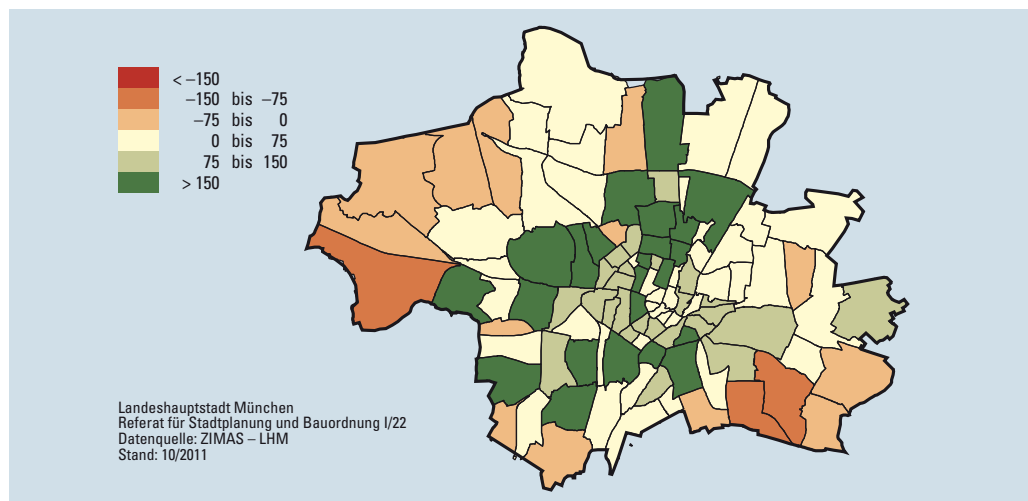 < –150
–150 bis –75
–75 bis 0
0 bis 75
75 bis 150
> 150
Landeshauptstadt München
Referat für Stadtplanung und Bauordnung I/22
Datenquelle: ZIMAS – LHM
Stand: 10/2011